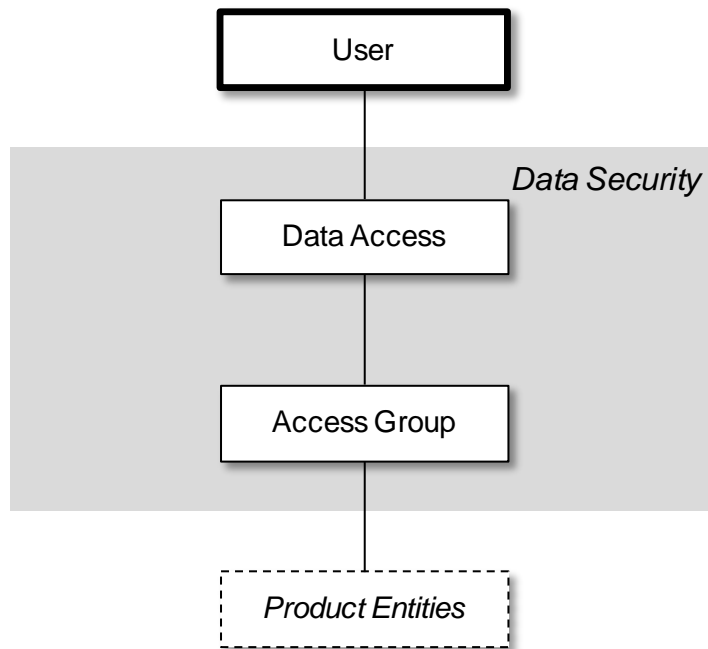 User
Data Security
Data Access
Access Group
Product Entities